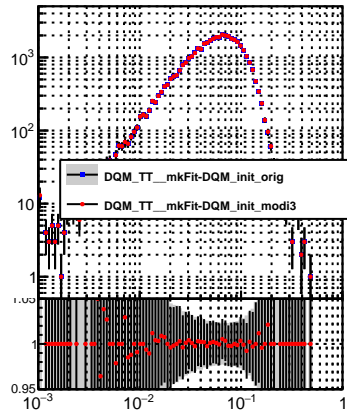 10³
10²
DQM_TT__mkFit-DQM_init_orig
DQM_TT__mkFit-DQM_init_modi3
10
1
1.05
1
0.95
10⁻³ 10⁻² 10⁻¹ 1